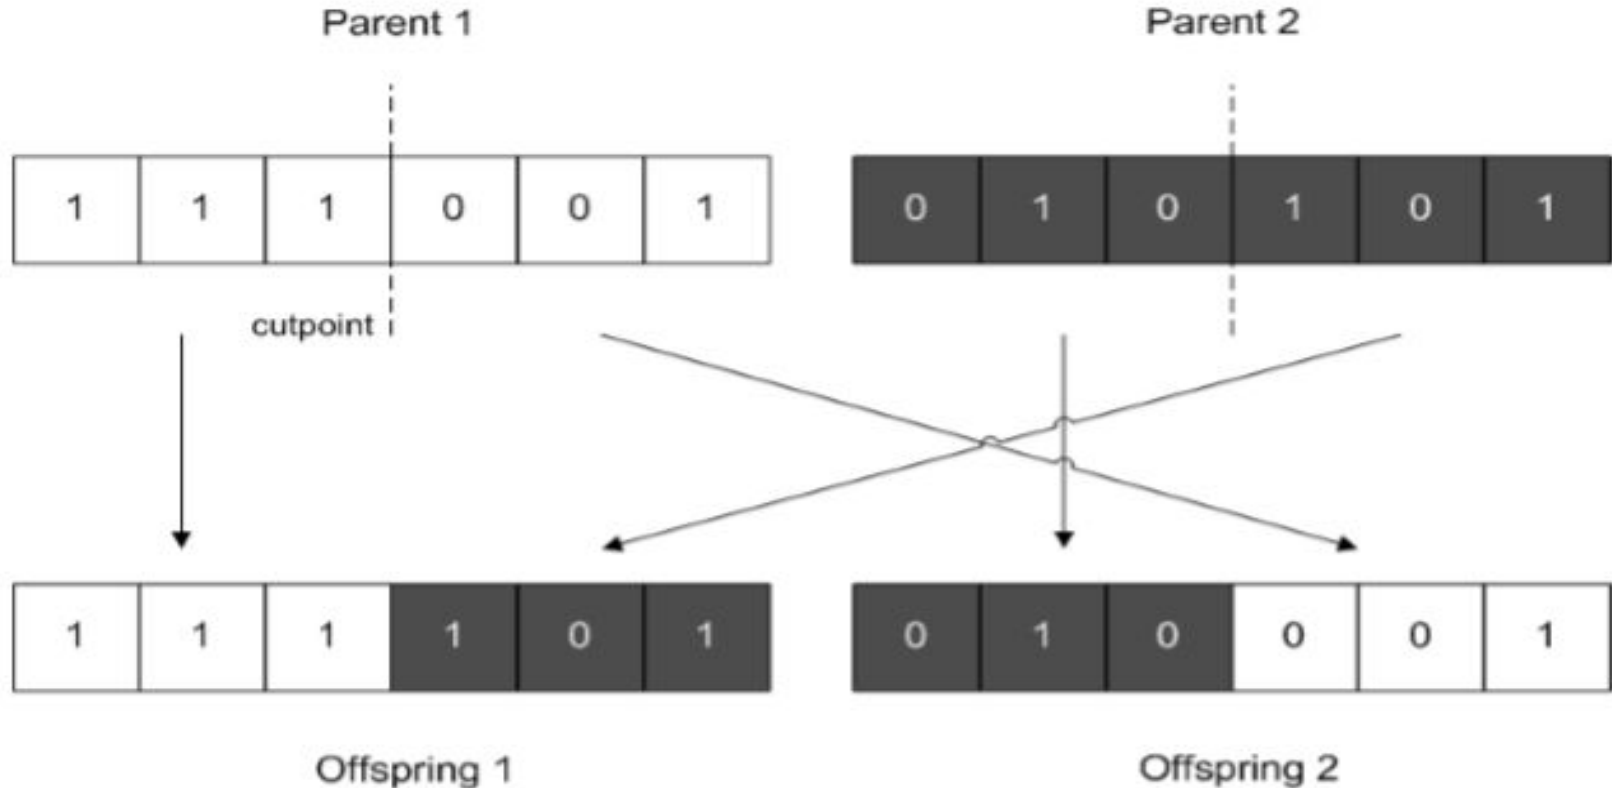 Parent 1 Parent 2
1 1 1 0 0 1 0 1 0 1 0 1
cutpoint
1 1 1 1 0 1 0 1 0 0 0 1
Offspring 1 Offspring 2